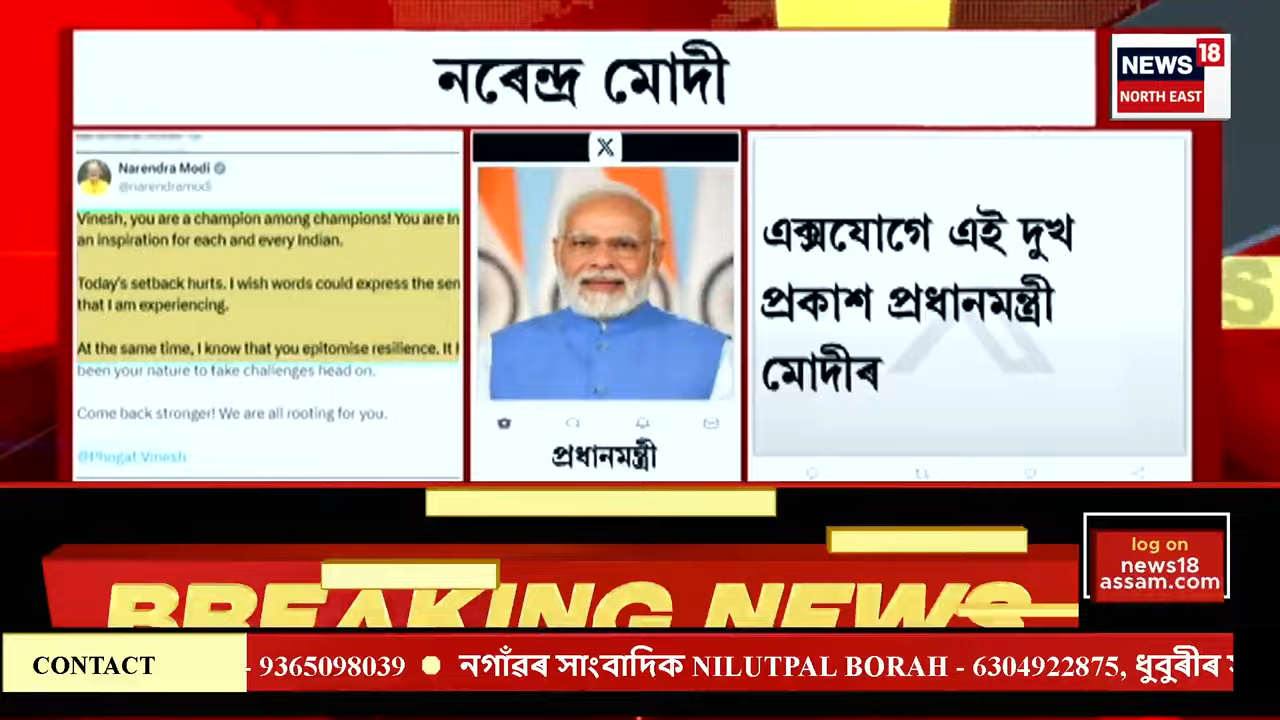 নৰেন্দ্ৰ মোদী
NEWS 18
NORTH EAST
Narendra Modi
@narendramodi
Vinesh, you are a champion among champions! You are In
an inspiration for each and every Indian.
Today's setback hurts. I wish words could express the sen
that I am experiencing.
At the same time, I know that you epitomise resilience. It
been your nature to take challenges head on.
Come back stronger! We are all rooting for you.
@Phogat Vinesh
X
প্ৰধানমন্ত্ৰী
এক্সযোগে এই দুখ
প্ৰকাশ প্ৰধানমন্ত্ৰী
মোদীৰ
BREAKING NEWS
log on
news18
assam.com
CONTACT
- 9365098039 ● নগাঁৱৰ সাংবাদিক NILUTPAL BORAH - 6304922875, ধুবুৰীৰ